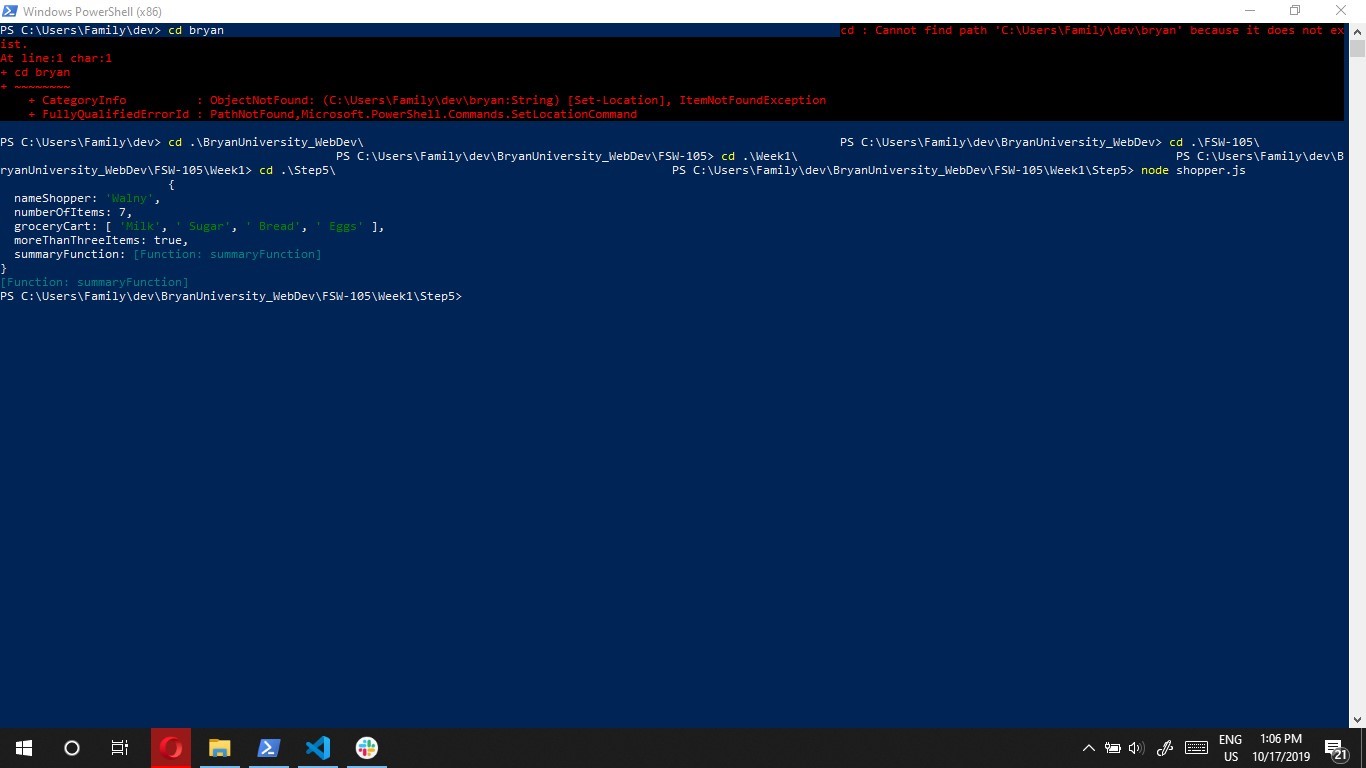 Windows PowerShell (x86)
PS C:\Users\Family\dev> cd bryan cd : Cannot find path 'C:\Users\Family\dev\bryan' because it does not ex
ist.
At line:1 char:1
+ cd bryan
+ ~~~~~~~~
    + CategoryInfo          : ObjectNotFound: (C:\Users\Family\dev\bryan:String) [Set-Location], ItemNotFoundException
    + FullyQualifiedErrorId : PathNotFound,Microsoft.PowerShell.Commands.SetLocationCommand
PS C:\Users\Family\dev> cd .\BryanUniversity_WebDev\ PS C:\Users\Family\dev\BryanUniversity_WebDev> cd .\FSW-105\
PS C:\Users\Family\dev\BryanUniversity_WebDev\FSW-105> cd .\Week1\ PS C:\Users\Family\dev\B
ryanUniversity_WebDev\FSW-105\Week1> cd .\Step5\ PS C:\Users\Family\dev\BryanUniversity_WebDev\FSW-105\Week1\Step5> node shopper.js
{
  nameShopper: 'Walny',
  numberOfItems: 7,
  groceryCart: [ 'Milk', ' Sugar', ' Bread', ' Eggs' ],
  moreThanThreeItems: true,
  summaryFunction: [Function: summaryFunction]
}
[Function: summaryFunction]
PS C:\Users\Family\dev\BryanUniversity_WebDev\FSW-105\Week1\Step5>
ENG
US
1:06 PM
10/17/2019
21